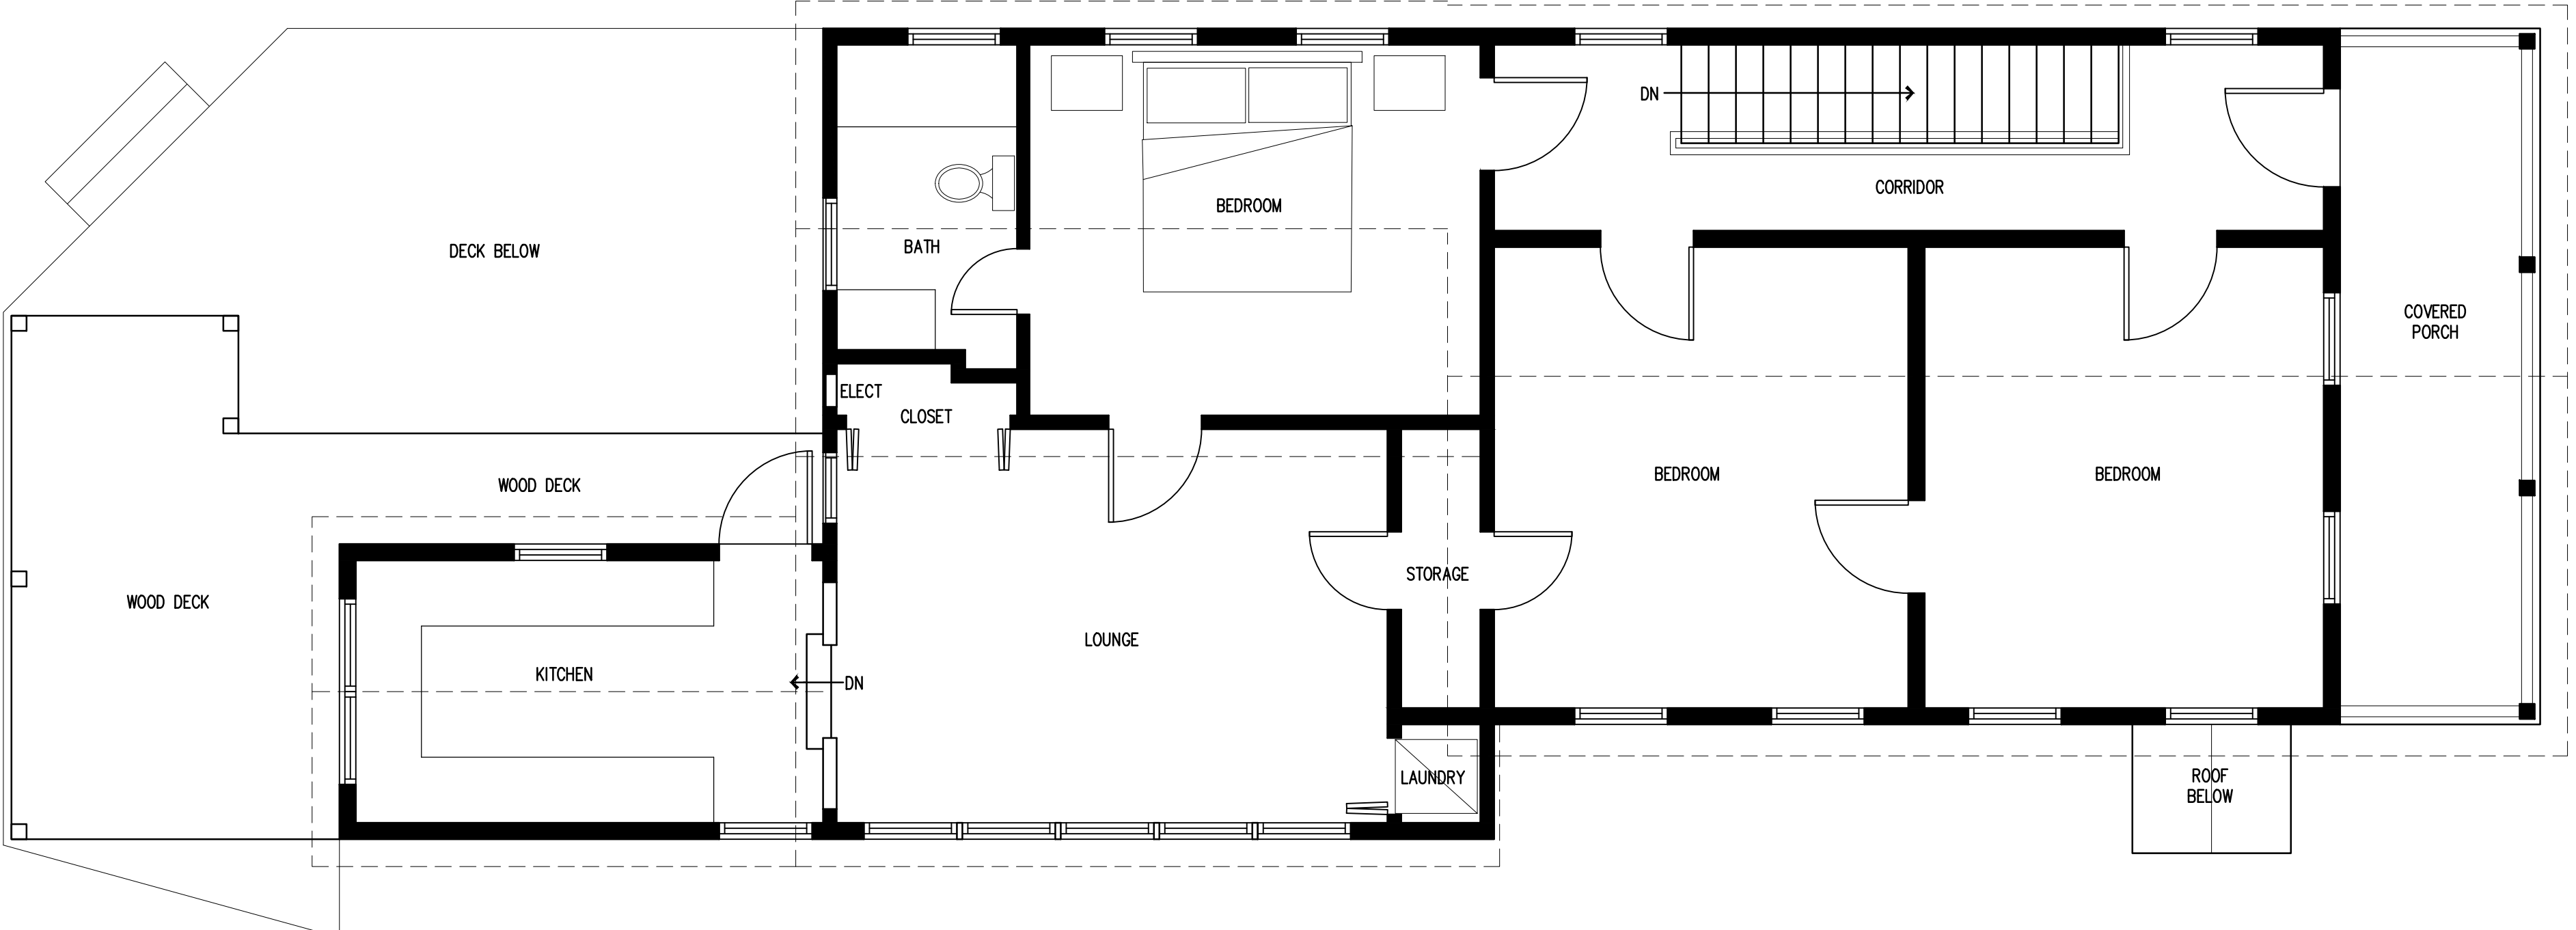 DN
CORRIDOR
BEDROOM
BATH
DECK BELOW
COVERED
PORCH
ELECT
CLOSET
BEDROOM
BEDROOM
WOOD DECK
STORAGE
WOOD DECK
LOUNGE
KITCHEN
DN
LAUNDRY
ROOF
BELOW